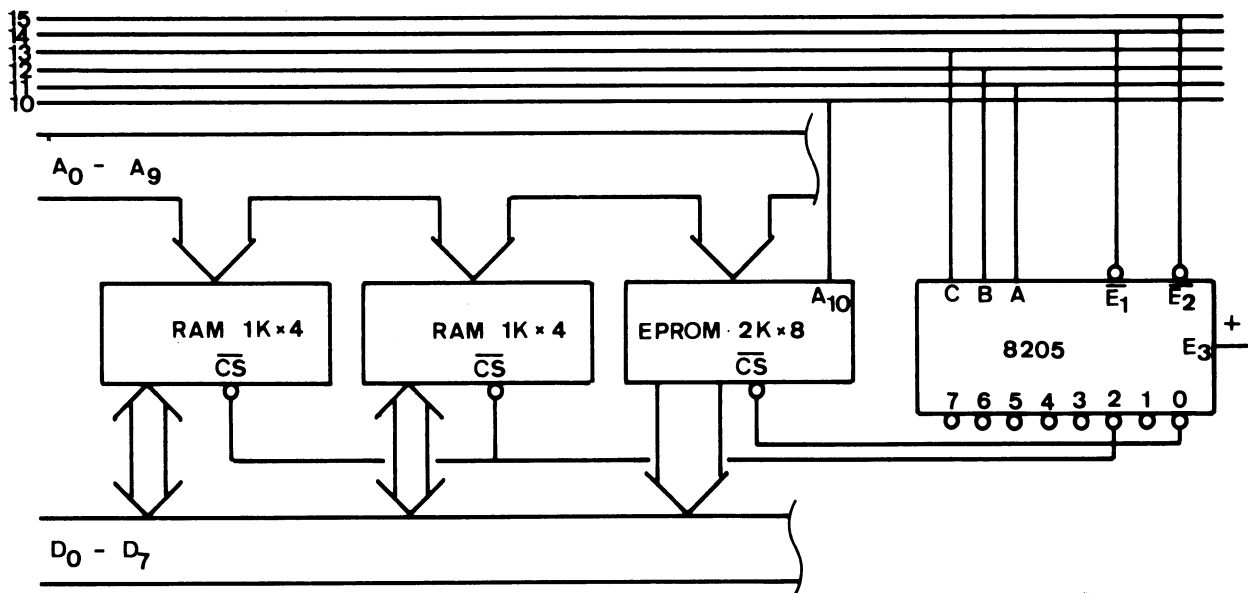 15
14
13
12
11
10
A0 - A9
C B A E1 E2
A10
RAM 1K×4
CS
RAM 1K×4
CS
EPROM 2K×8
CS
8205
E3
+
7 6 5 4 3 2 1 0
D0 - D7